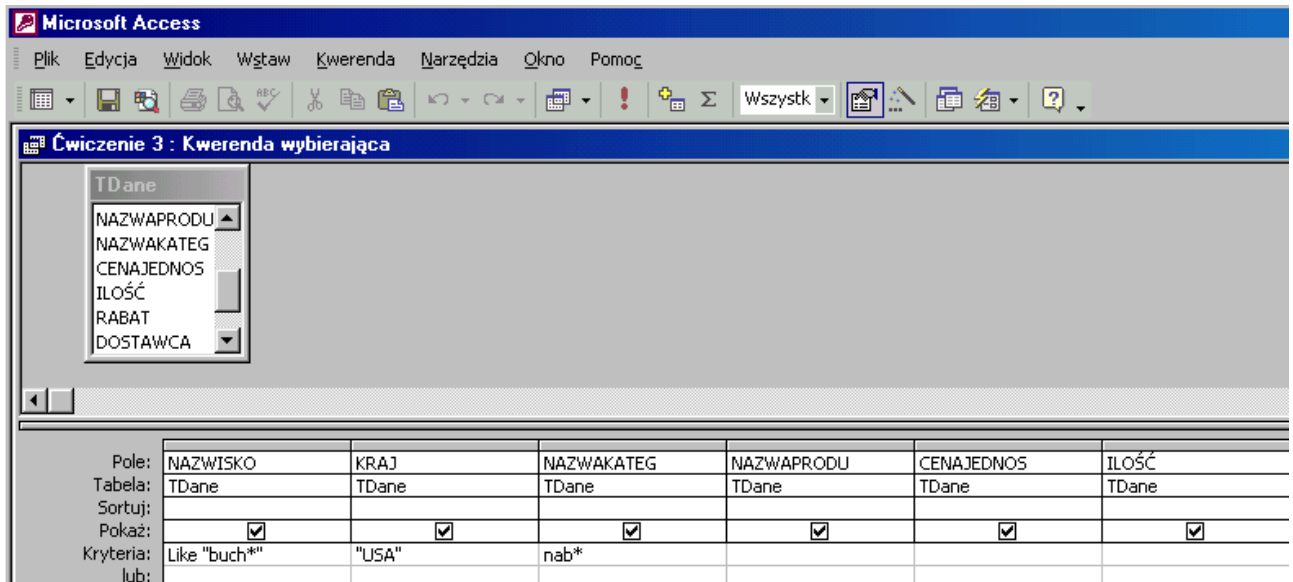 Microsoft Access
Plik Edycja Widok Wstaw Kwerenda Narzędzia Okno Pomoc
ABC Σ Wszystk
Ćwiczenie 3 : Kwerenda wybierająca
TDane
NAZWAPRODU
NAZWAKATEG
CENAJEDNOS
ILOŚĆ
RABAT
DOSTAWCA
Pole: NAZWISKO KRAJ NAZWAKATEG NAZWAPRODU CENAJEDNOS ILOŚĆ
Tabela: TDane TDane TDane TDane TDane TDane
Sortuj:
Pokaż:
Kryteria: Like "buch*" "USA" nab*
lub: